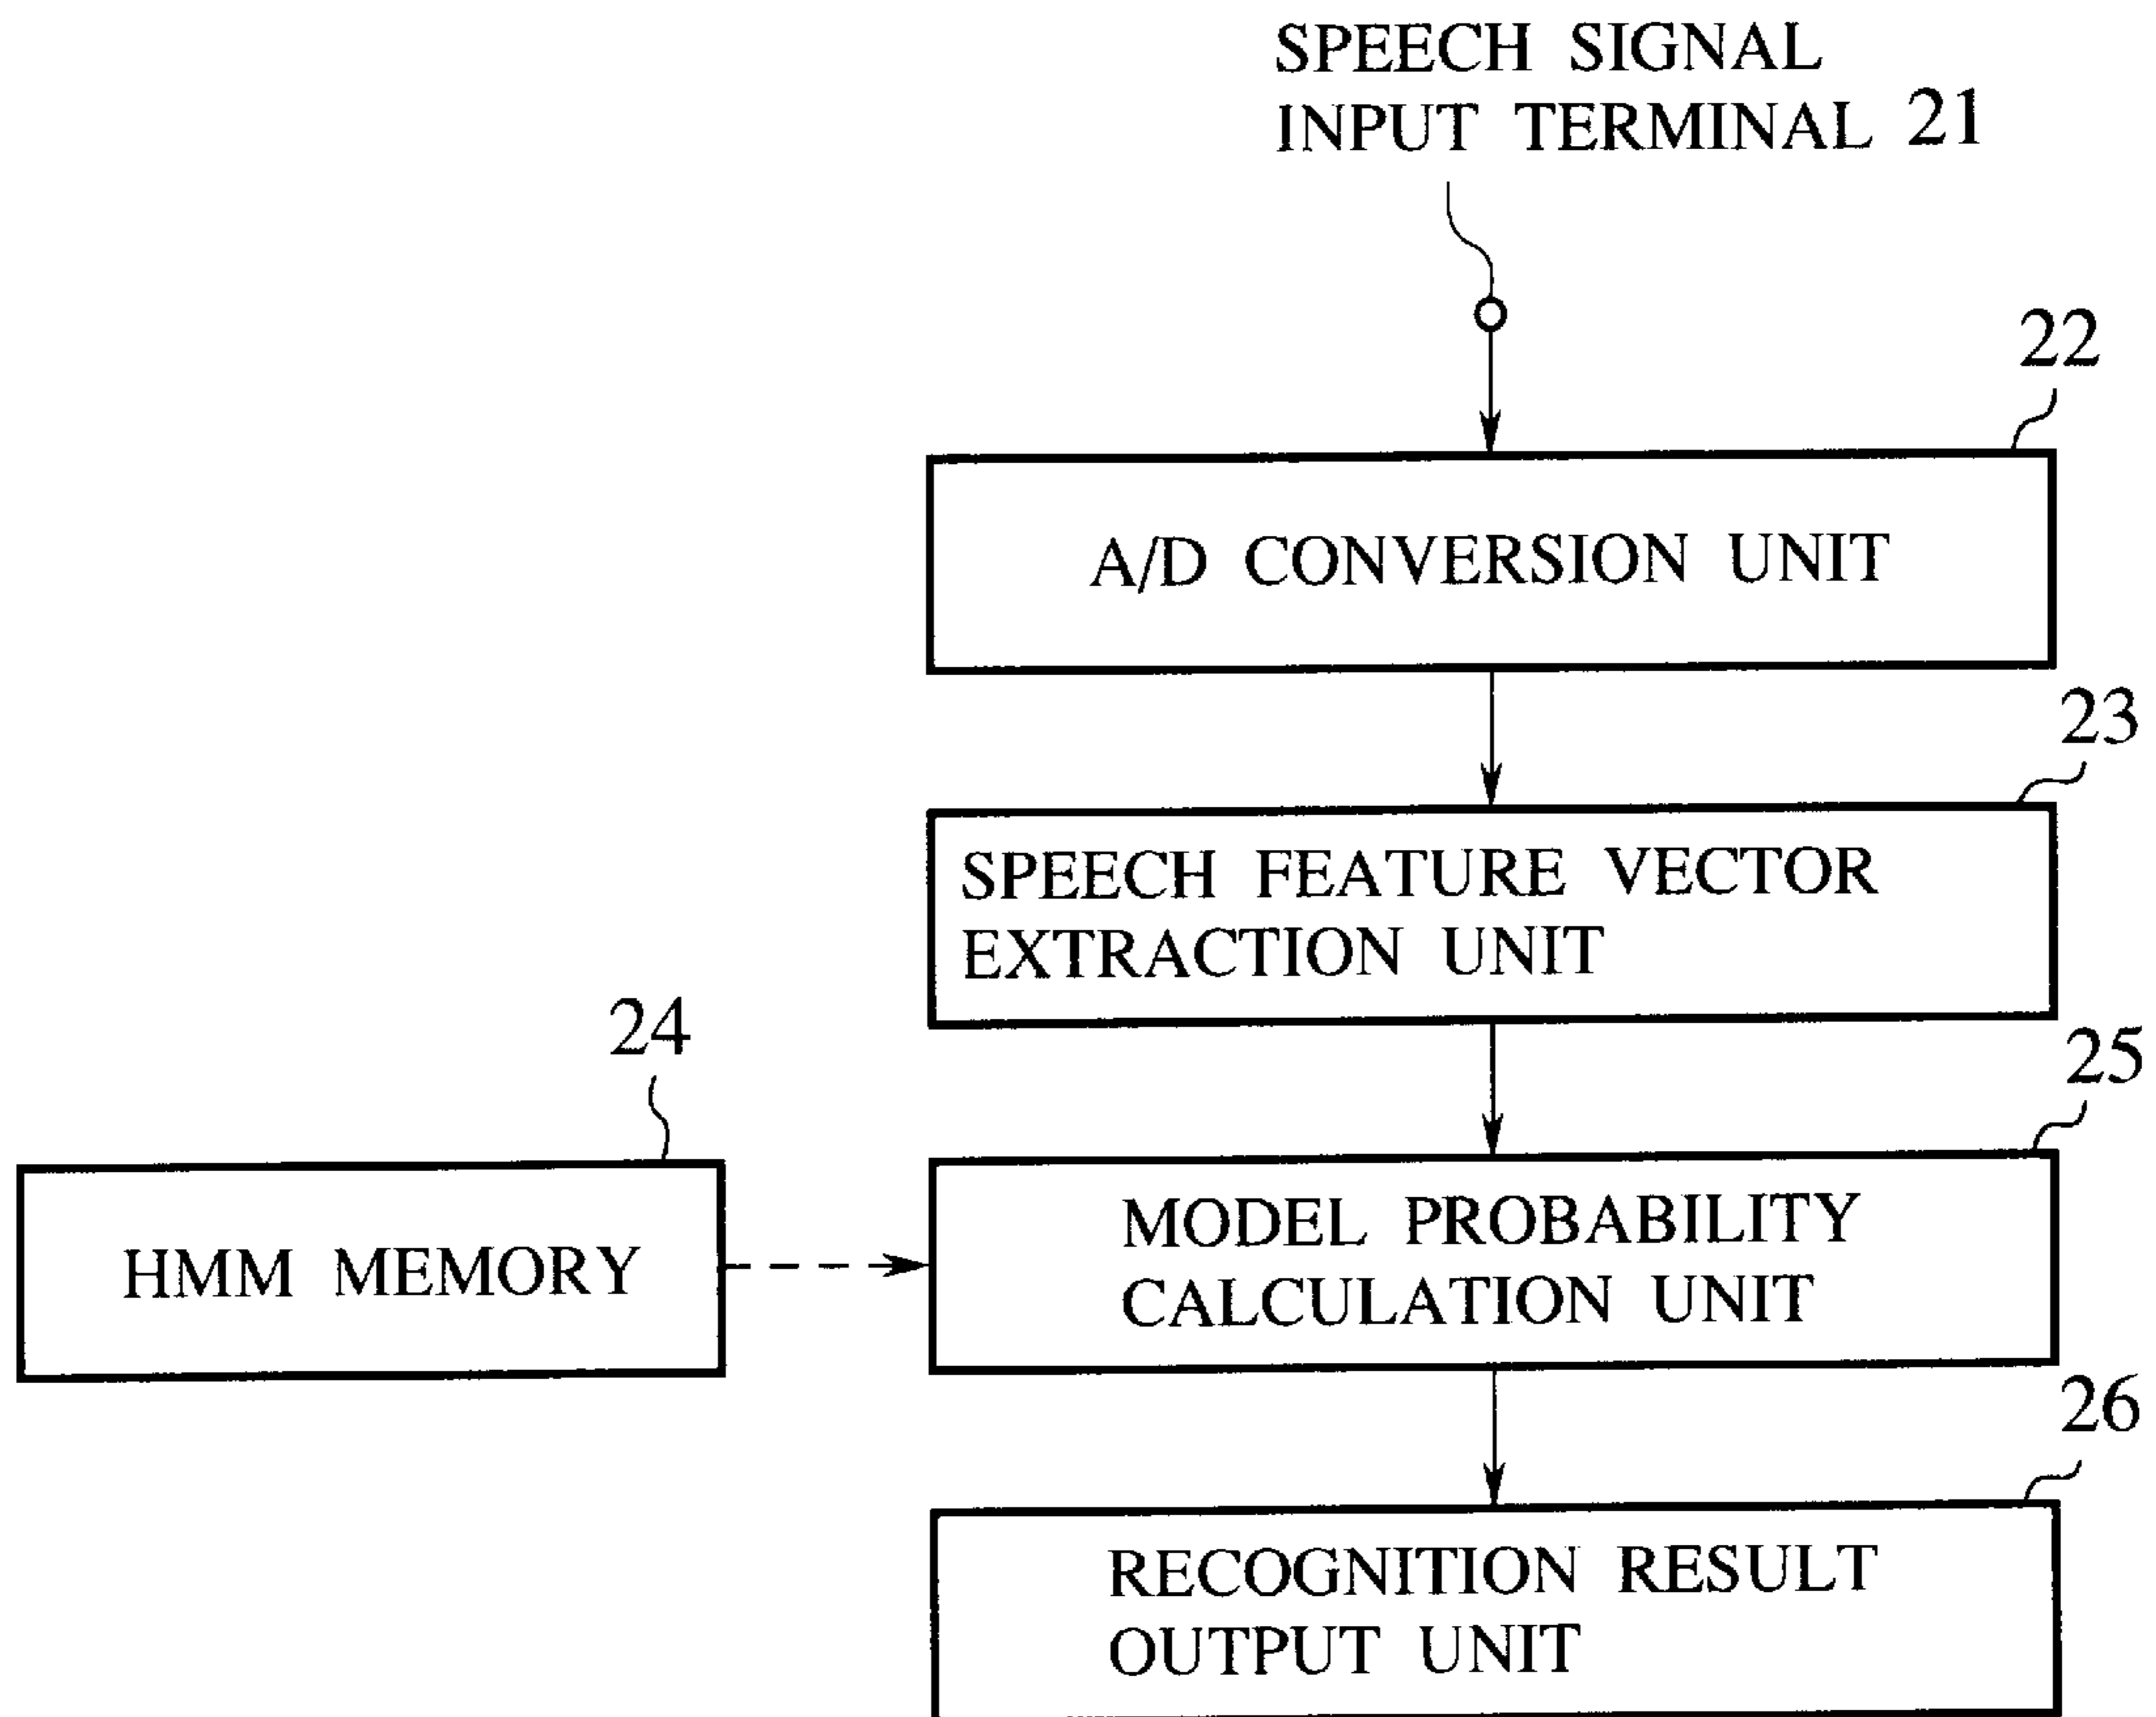 SPEECH SIGNAL
INPUT TERMINAL 21
22
A/D CONVERSION UNIT
23
SPEECH FEATURE VECTOR
EXTRACTION UNIT
24
25
HMM MEMORY
MODEL PROBABILITY
CALCULATION UNIT
26
RECOGNITION RESULT
OUTPUT UNIT